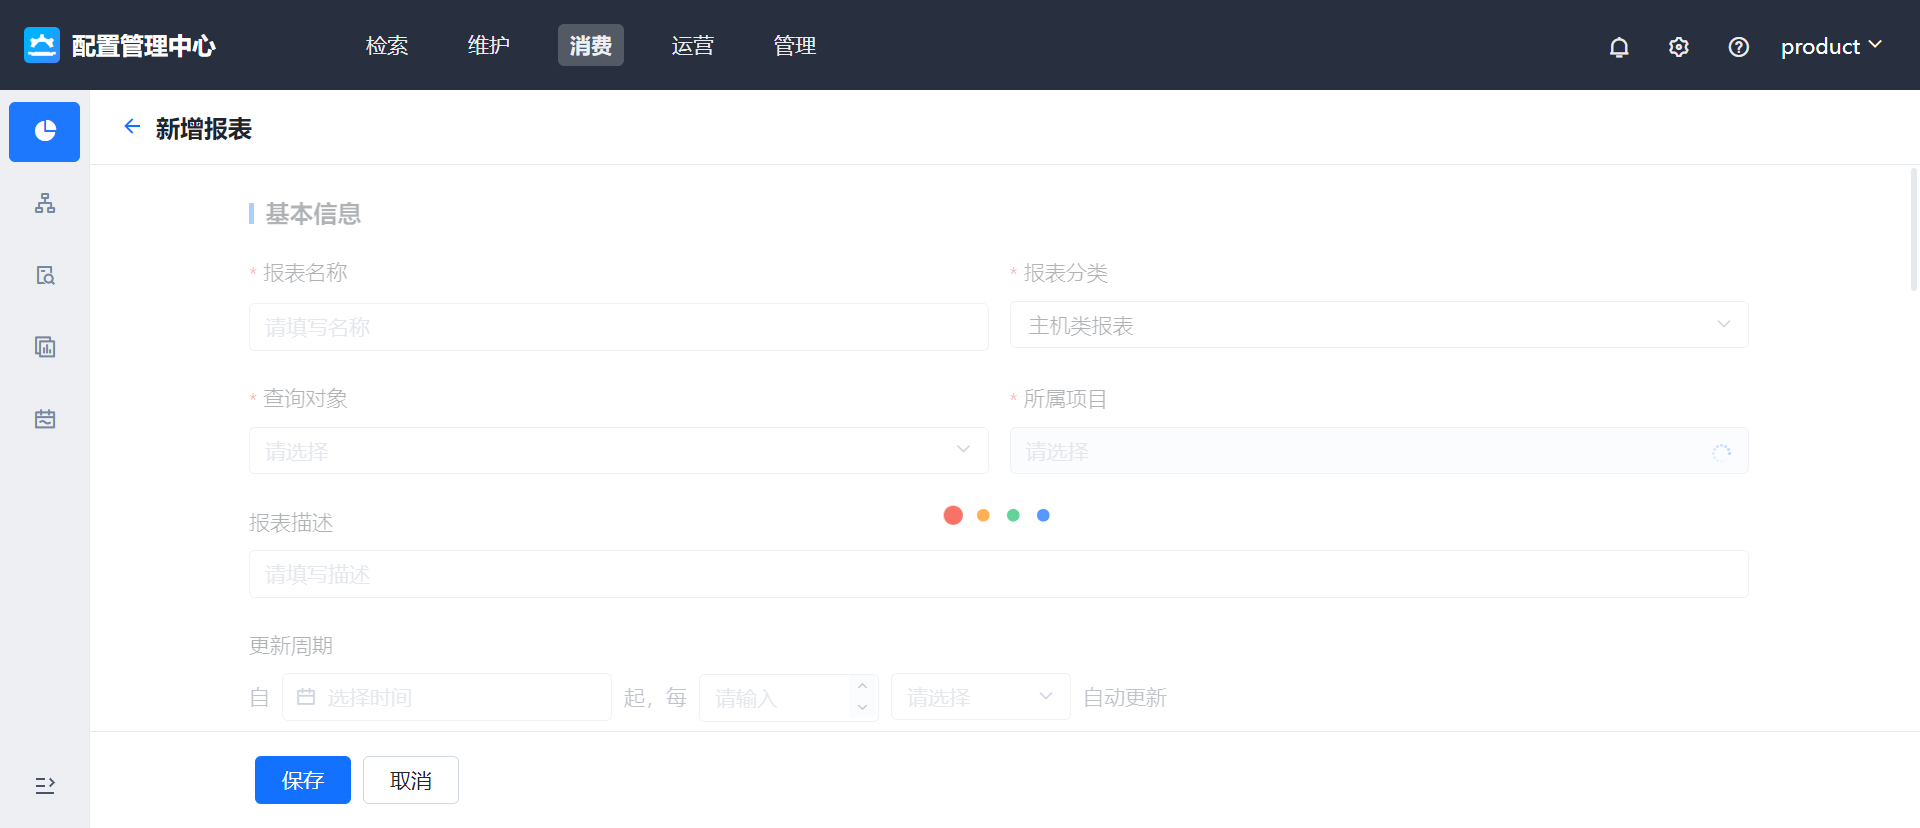 配置管理中心 检索 维护 消费 运营 管理 product
新增报表
基本信息
* 报表名称 * 报表分类
请填写名称 主机类报表
* 查询对象 * 所属项目
请选择 请选择
报表描述
请填写描述
更新周期
自 选择时间 起，每 请输入 请选择 自动更新
保存 取消